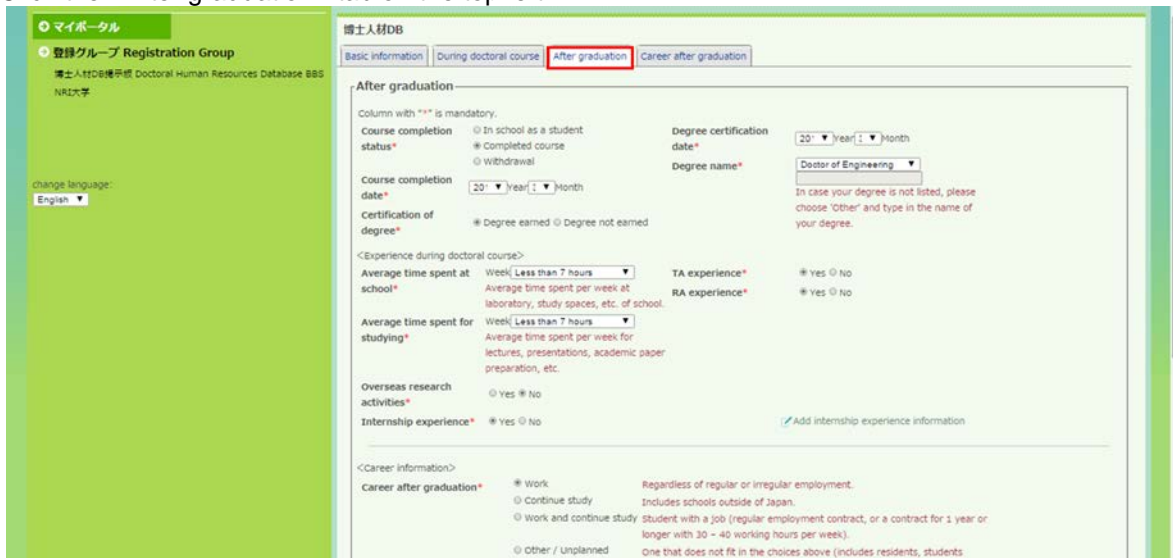 マイポータル
登録グループ Registration Group
博士人材DB掲示板 Doctoral Human Resources Database BBS
NRI大学
change language:
English
博士人材DB
Basic information
During doctoral course
After graduation
Career after graduation
After graduation
Column with "*" is mandatory.
Course completion status*
In school as a student
Completed course
Withdrawal
Degree certification date*
Year Month
Degree name*
Doctor of Engineering
In case your degree is not listed, please
choose 'Other' and type in the name of
your degree.
Course completion date*
Year Month
Certification of degree*
Degree earned Degree not earned
<Experience during doctoral course>
Average time spent at school*
Week Less than 7 hours
Average time spent per week at
laboratory, study spaces, etc. of school.
TA experience*
Yes No
RA experience*
Yes No
Average time spent for studying*
Week Less than 7 hours
Average time spent per week for
lectures, presentations, academic paper
preparation, etc.
Overseas research activities*
Yes No
Internship experience*
Yes No
Add internship experience information
<Career information>
Career after graduation*
Work
Regardless of regular or irregular employment.
Continue study
Includes schools outside of Japan.
Work and continue study
Student with a job (regular employment contract, or a contract for 1 year or
longer with 30 – 40 working hours per week).
Other / Unplanned
One that does not fit in the choices above (includes residents, students